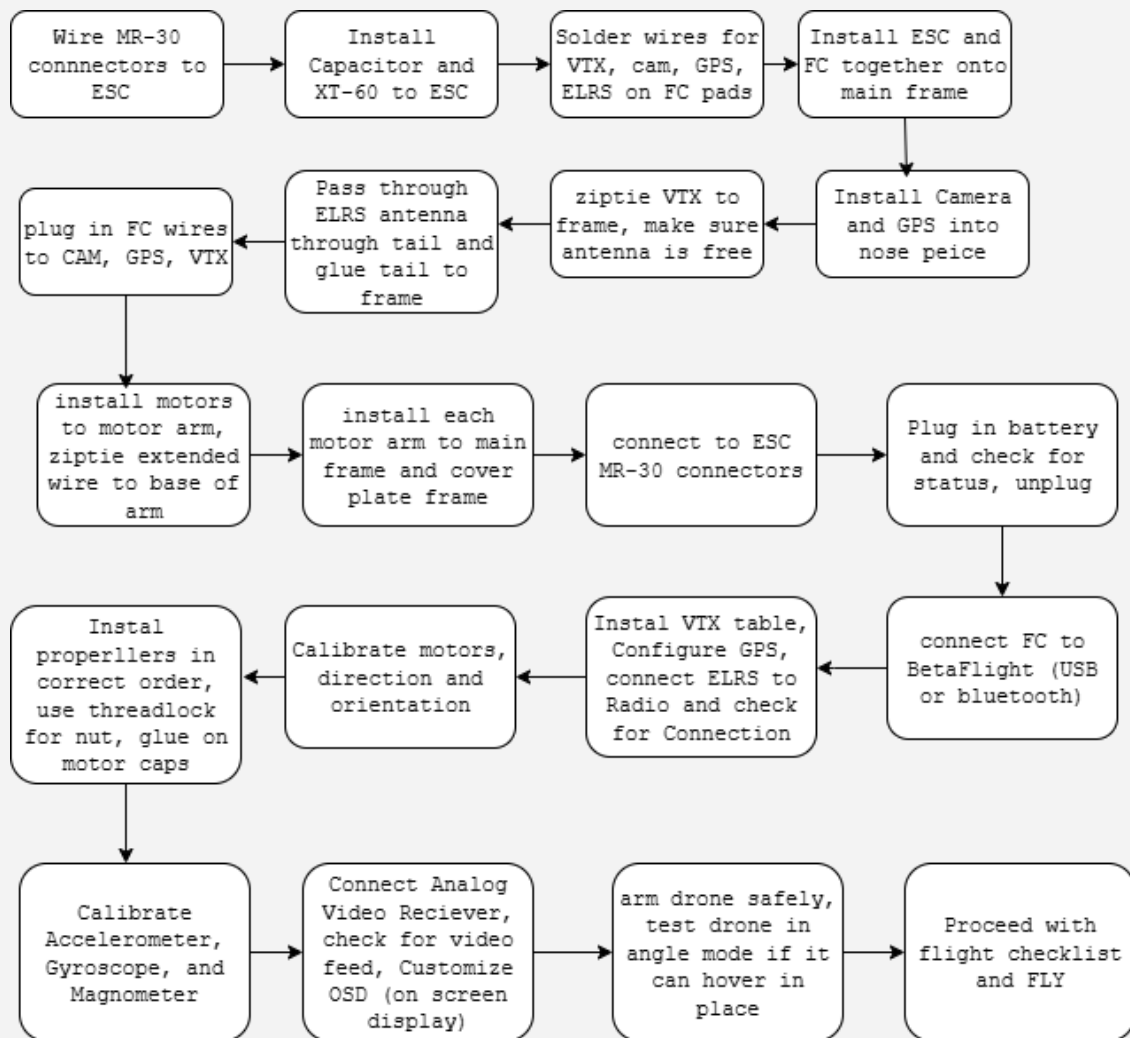 Wire MR-30
connnectors to
ESC
Install
Capacitor and
XT-60 to ESC
Solder wires for
VTX, cam, GPS,
ELRS on FC pads
Install ESC and
FC together onto
main frame
Install Camera
and GPS into
nose peice
ziptie VTX to
frame, make sure
antenna is free
Pass through
ELRS antenna
through tail and
glue tail to
frame
plug in FC wires
to CAM, GPS, VTX
install motors
to motor arm,
ziptie extended
wire to base of
arm
install each
motor arm to main
frame and cover
plate frame
connect to ESC
MR-30 connectors
Plug in battery
and check for
status, unplug
connect FC to
BetaFlight (USB
or bluetooth)
Instal VTX table,
Configure GPS,
connect ELRS to
Radio and check
for Connection
Calibrate motors,
direction and
orientation
Instal
properllers in
correct order,
use threadlock
for nut, glue on
motor caps
Calibrate
Accelerometer,
Gyroscope, and
Magnometer
Connect Analog
Video Reciever,
check for video
feed, Customize
OSD (on screen
display)
arm drone safely,
test drone in
angle mode if it
can hover in
place
Proceed with
flight checklist
and FLY